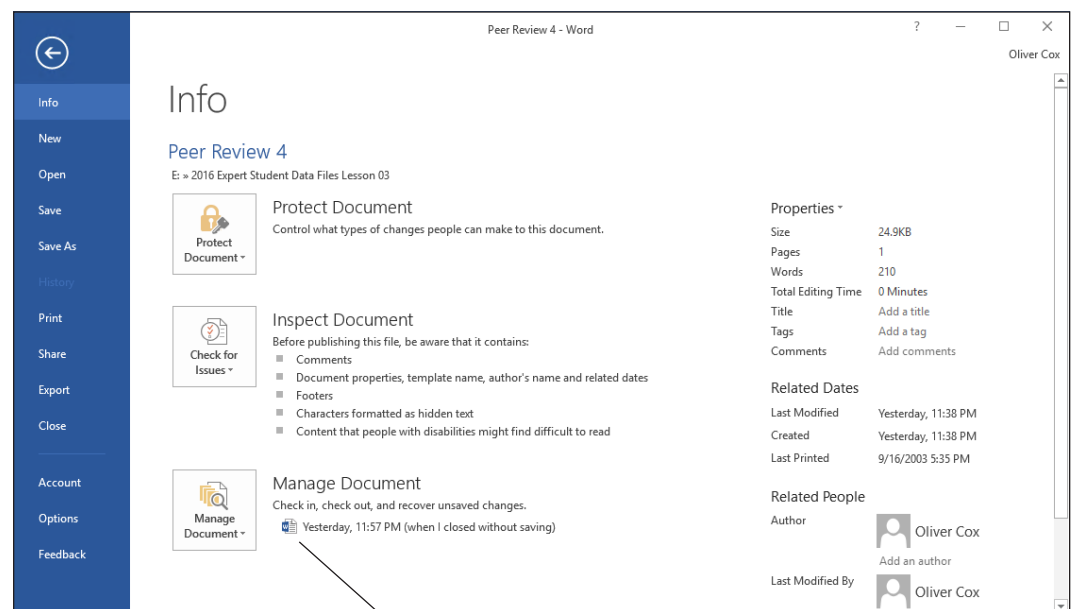 Peer Review 4 - Word
?
Oliver Cox
Info
New
Open
Save
Save As
History
Print
Share
Export
Close
Account
Options
Feedback
Info
Peer Review 4
E: » 2016 Expert Student Data Files Lesson 03
Protect Document
Protect Document
Control what types of changes people can make to this document.
Check for Issues
Inspect Document
Before publishing this file, be aware that it contains:
Comments
Document properties, template name, author's name and related dates
Footers
Characters formatted as hidden text
Content that people with disabilities might find difficult to read
Manage Document
Manage Document
Check in, check out, and recover unsaved changes.
Yesterday, 11:57 PM (when I closed without saving)
Properties
Size 24.9KB
Pages 1
Words 210
Total Editing Time 0 Minutes
Title Add a title
Tags Add a tag
Comments Add comments
Related Dates
Last Modified Yesterday, 11:38 PM
Created Yesterday, 11:38 PM
Last Printed 9/16/2003 5:35 PM
Related People
Author Oliver Cox
Add an author
Last Modified By Oliver Cox